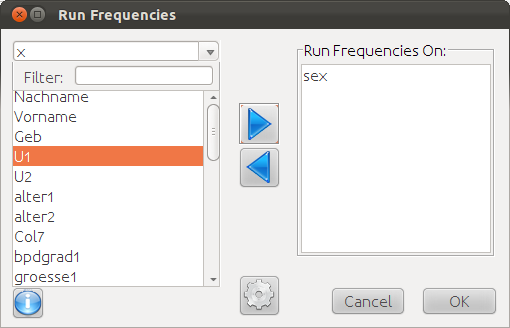 Run Frequencies
x
Filter:
Nachname
Vorname
Geb
U1
U2
alter1
alter2
Col7
bpdgrad1
groesse1
Run Frequencies On:
sex
Cancel
OK